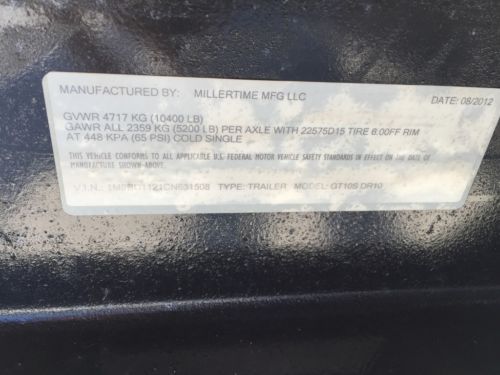 MANUFACTURED BY: MILLERTIME MFG LLC DATE: 08/2012
GVWR 4717 KG (10400 LB)
GAWR ALL 2359 KG (5200 LB) PER AXLE WITH 22575D15 TIRE 6.00FF RIM
AT 448 KPA (65 PSI) COLD SINGLE
THIS VEHICLE CONFORMS TO ALL APPLICABLE U.S. FEDERAL MOTOR VEHICLE SAFETY STANDARDS IN EFFECT ON THE DATE OF
MANUFACTURE SHOWN ABOVE.
V.I.N.: TYPE: TRAILER MODEL: GT10S DR10